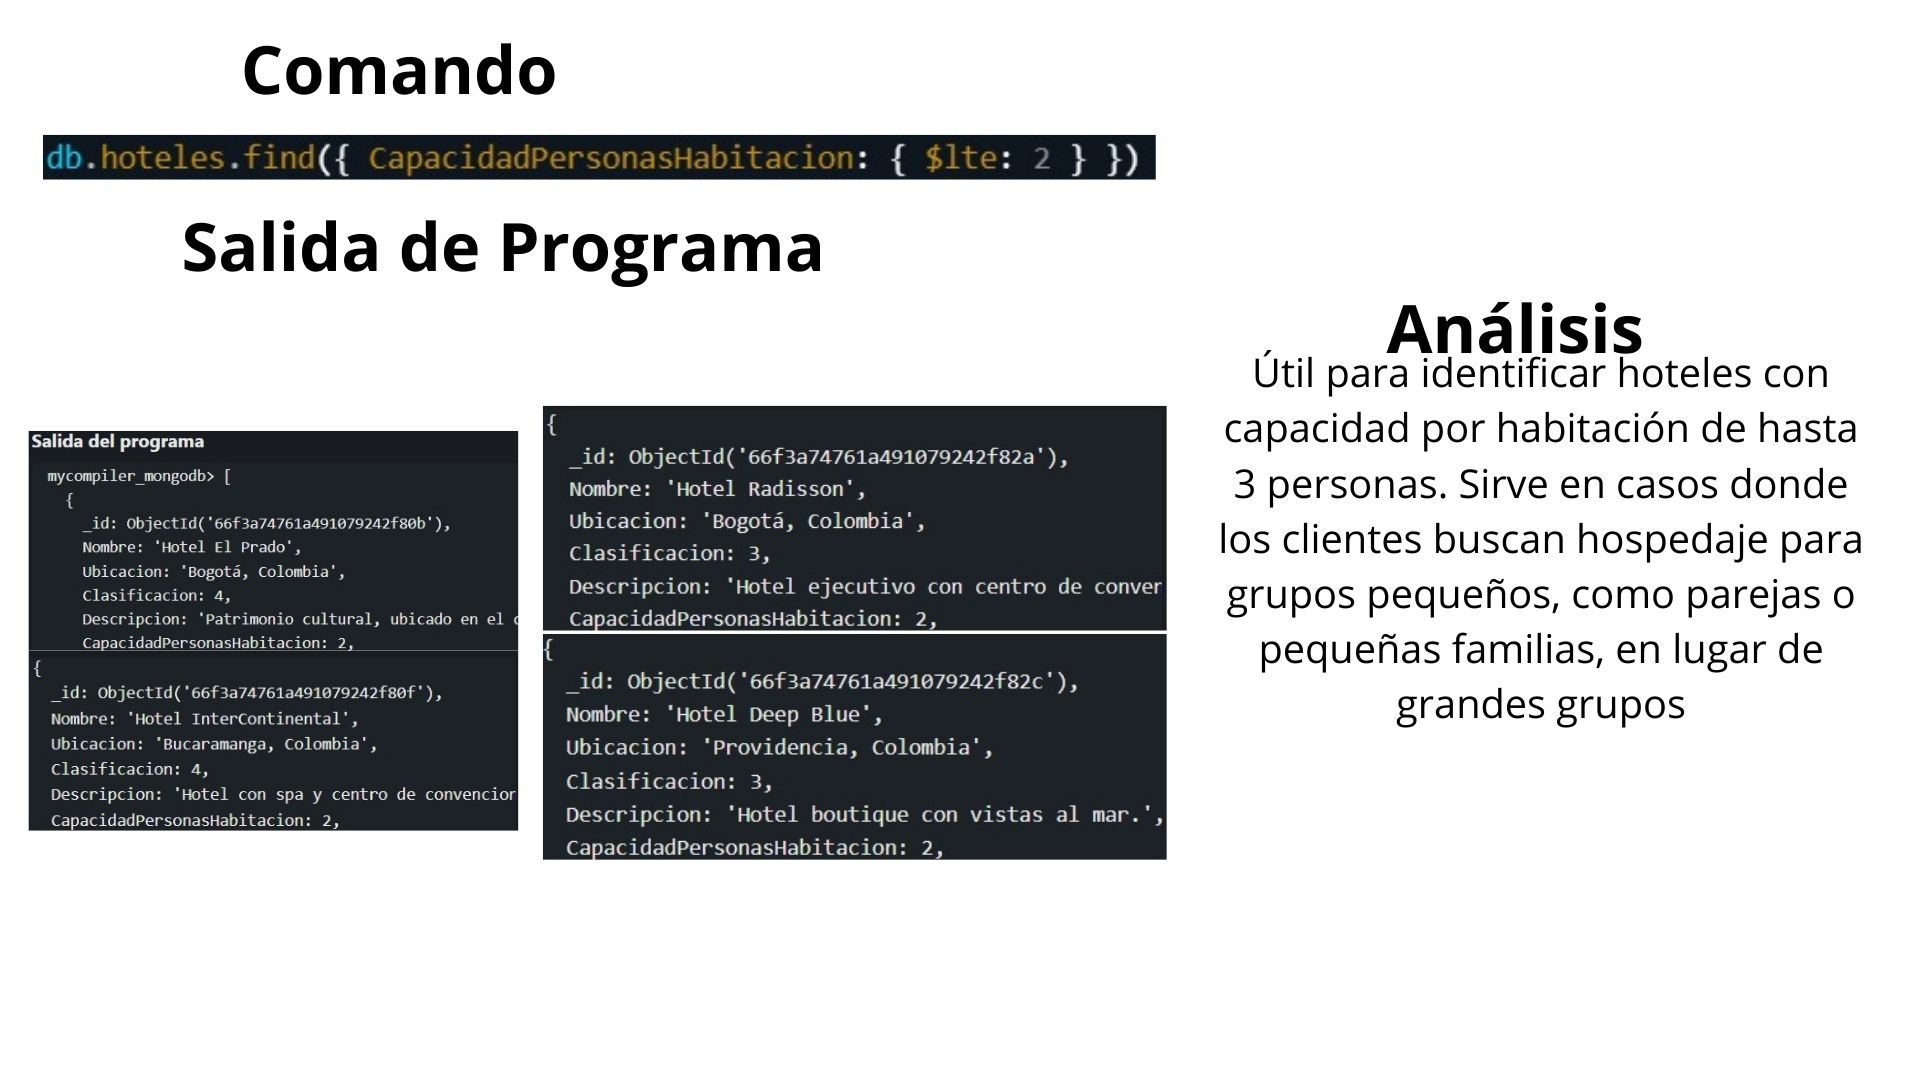 Comando
db.hoteles.find({ CapacidadPersonasHabitacion: { $lte: 2 } })
Salida de Programa
Salida del programa
mycompiler_mongodb> [
{
_id: ObjectId('66f3a74761a491079242f80b'),
Nombre: 'Hotel El Prado',
Ubicacion: 'Bogotá, Colombia',
Clasificacion: 4,
Descripcion: 'Patrimonio cultural, ubicado en el c
CapacidadPersonasHabitacion: 2,
{
_id: ObjectId('66f3a74761a491079242f80f'),
Nombre: 'Hotel InterContinental',
Ubicacion: 'Bucaramanga, Colombia',
Clasificacion: 4,
Descripcion: 'Hotel con spa y centro de convencion
CapacidadPersonasHabitacion: 2,
{
_id: ObjectId('66f3a74761a491079242f82a'),
Nombre: 'Hotel Radisson',
Ubicacion: 'Bogotá, Colombia',
Clasificacion: 3,
Descripcion: 'Hotel ejecutivo con centro de conven
CapacidadPersonasHabitacion: 2,
{
_id: ObjectId('66f3a74761a491079242f82c'),
Nombre: 'Hotel Deep Blue',
Ubicacion: 'Providencia, Colombia',
Clasificacion: 3,
Descripcion: 'Hotel boutique con vistas al mar.',
CapacidadPersonasHabitacion: 2,
Análisis
Útil para identificar hoteles con
capacidad por habitación de hasta
3 personas. Sirve en casos donde
los clientes buscan hospedaje para
grupos pequeños, como parejas o
pequeñas familias, en lugar de
grandes grupos